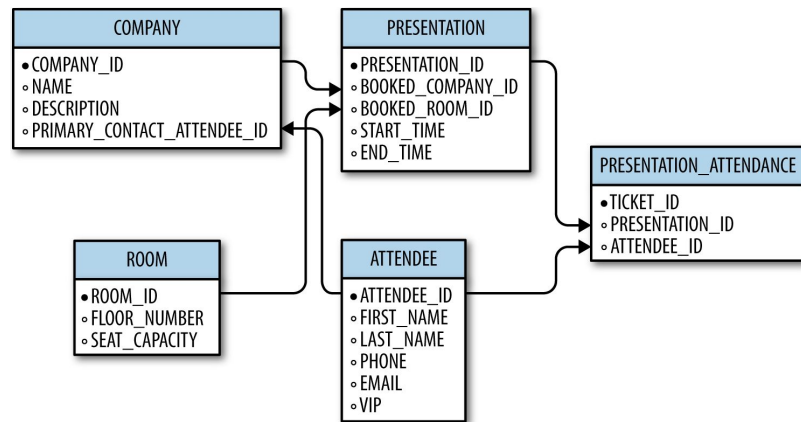 COMPANY
•COMPANY_ID
◦NAME
◦DESCRIPTION
◦PRIMARY_CONTACT_ATTENDEE_ID
PRESENTATION
•PRESENTATION_ID
◦BOOKED_COMPANY_ID
◦BOOKED_ROOM_ID
◦START_TIME
◦END_TIME
PRESENTATION_ATTENDANCE
•TICKET_ID
◦PRESENTATION_ID
◦ATTENDEE_ID
ROOM
•ROOM_ID
◦FLOOR_NUMBER
◦SEAT_CAPACITY
ATTENDEE
•ATTENDEE_ID
◦FIRST_NAME
◦LAST_NAME
◦PHONE
◦EMAIL
◦VIP